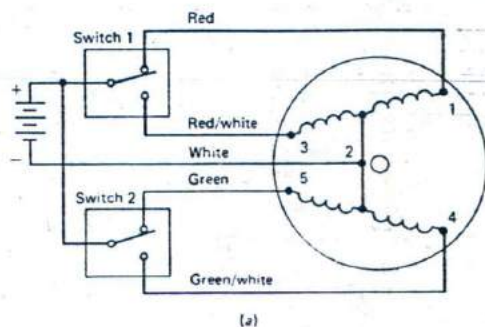 Red
Switch 1
+
1
Red/white
3
White
2
−
Green
5
Switch 2
4
Green/white
(a)